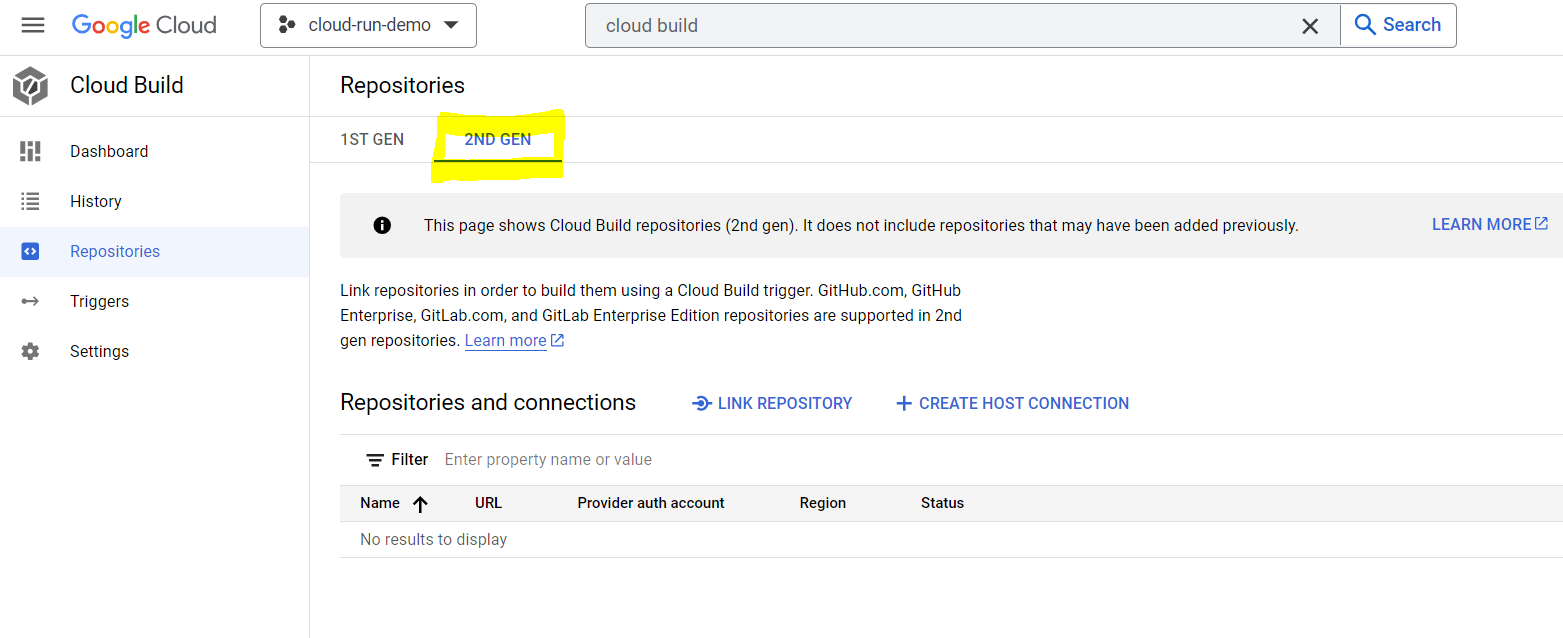 Google Cloud
cloud-run-demo
cloud build
Search
Cloud Build
Repositories
1ST GEN
2ND GEN
Dashboard
History
Repositories
Triggers
Settings
This page shows Cloud Build repositories (2nd gen). It does not include repositories that may have been added previously.
LEARN MORE
Link repositories in order to build them using a Cloud Build trigger. GitHub.com, GitHub
Enterprise, GitLab.com, and GitLab Enterprise Edition repositories are supported in 2nd
gen repositories. Learn more
Repositories and connections
LINK REPOSITORY
CREATE HOST CONNECTION
Filter
Enter property name or value
Name
URL
Provider auth account
Region
Status
No results to display